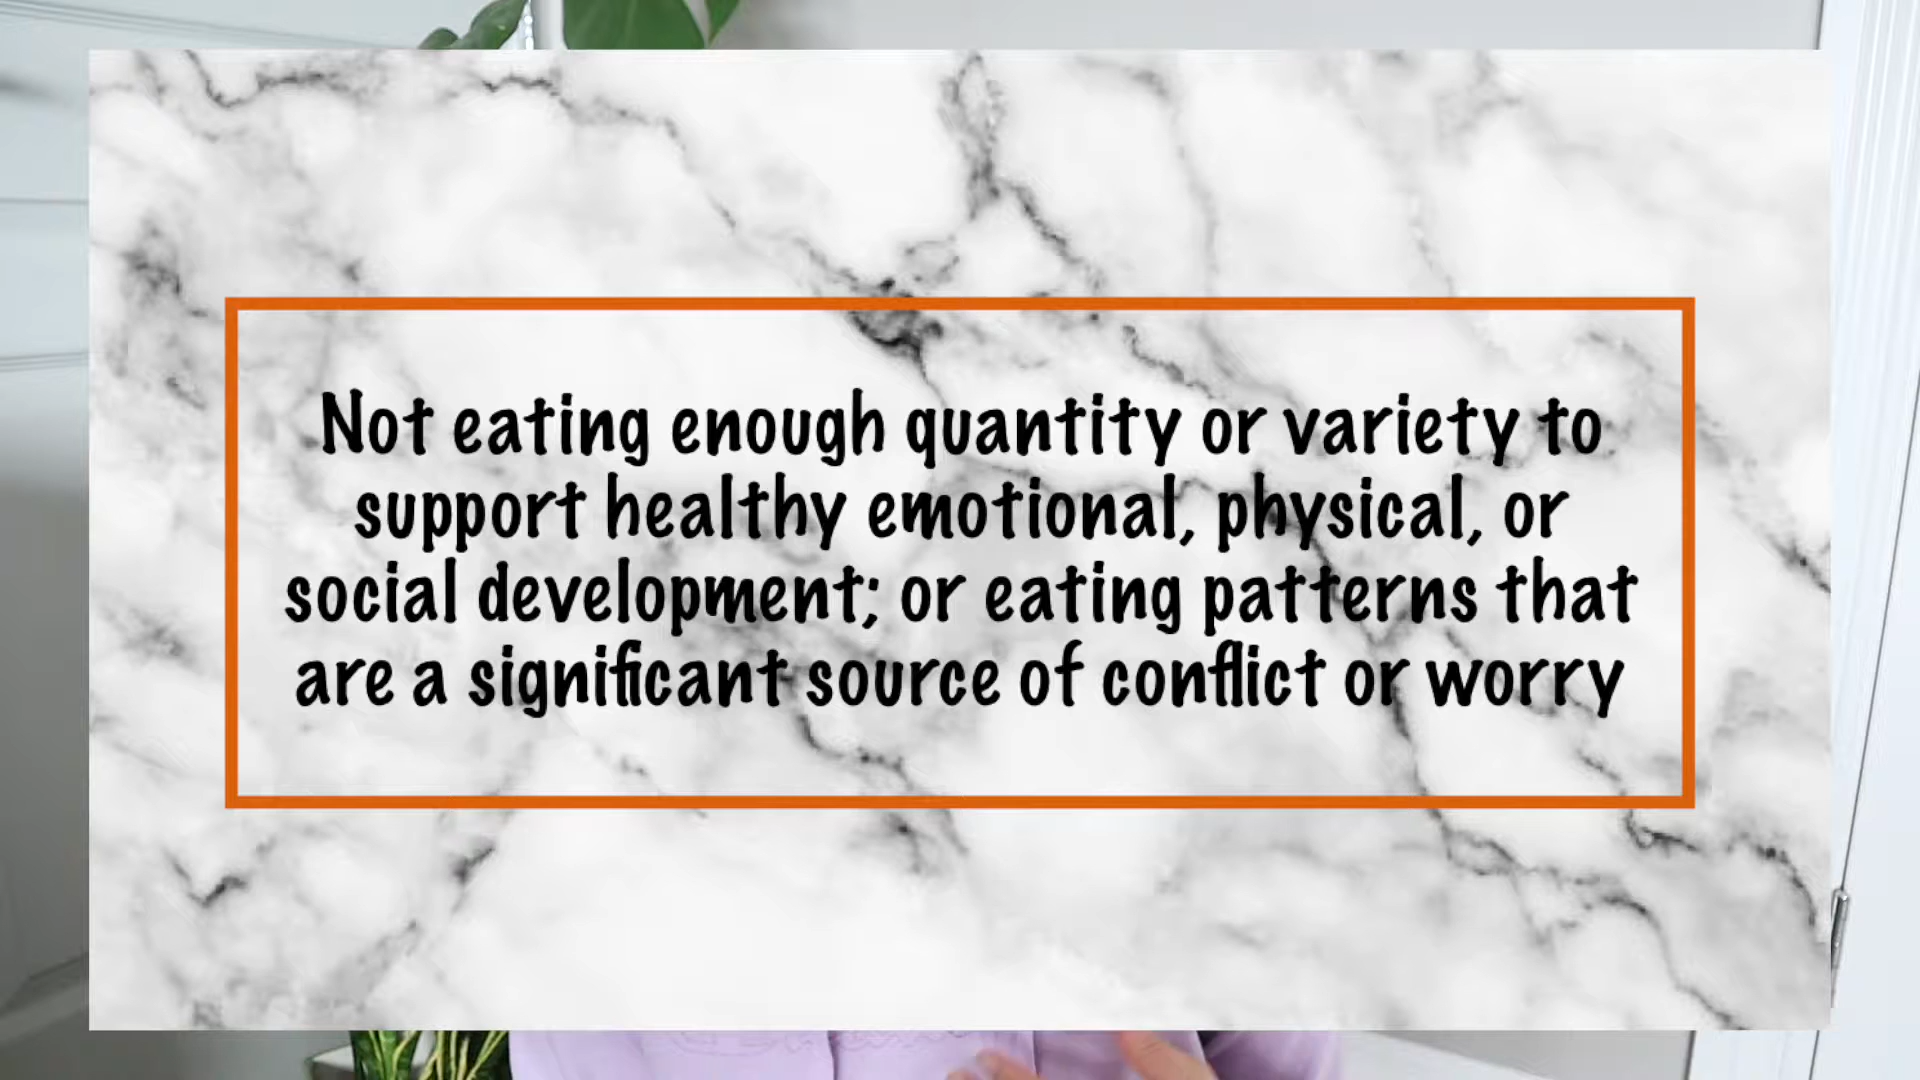 Not eating enough quantity or variety to
support healthy emotional, physical, or
social development; or eating patterns that
are a significant source of conflict or worry